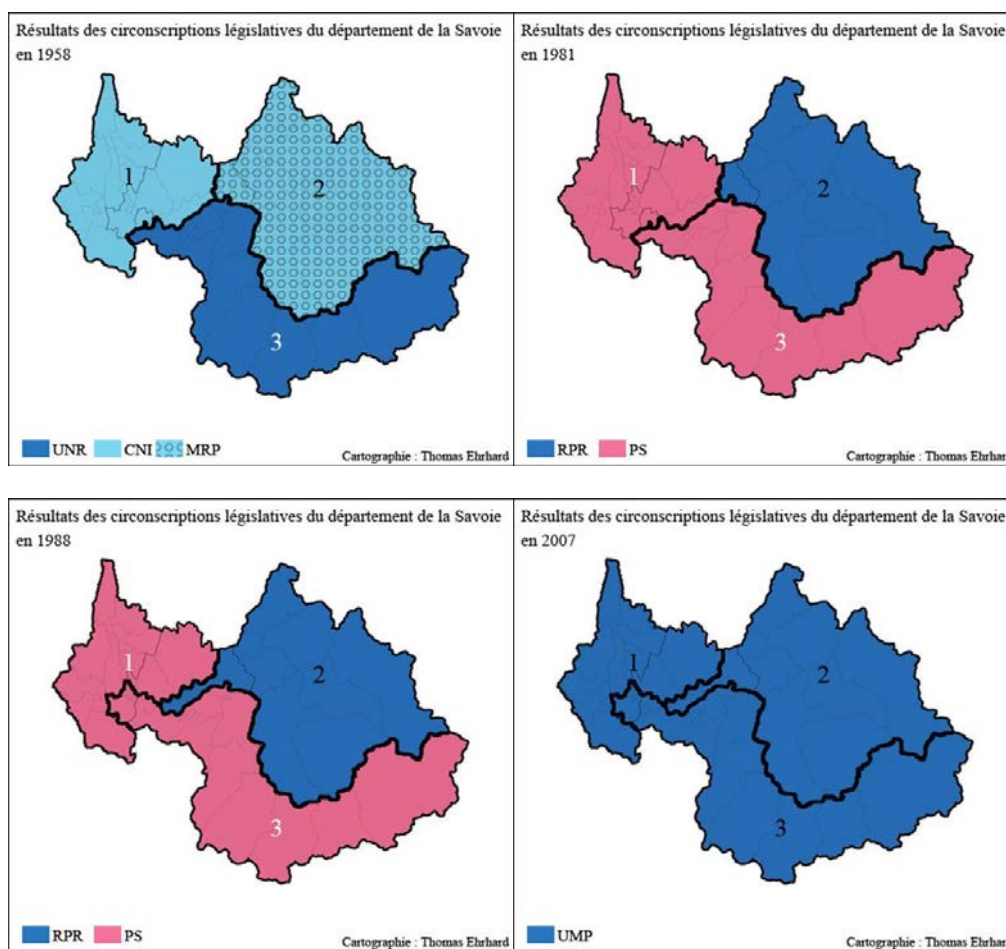 Résultats des circonscriptions législatives du département de la Savoie
en 1958
1
2
3
UNR CNI MRP
Cartographie : Thomas Ehrhard
Résultats des circonscriptions législatives du département de la Savoie
en 1981
1
2
3
RPR PS
Cartographie : Thomas Ehrhard
Résultats des circonscriptions législatives du département de la Savoie
en 1988
1
2
3
RPR PS
Cartographie : Thomas Ehrhard
Résultats des circonscriptions législatives du département de la Savoie
en 2007
1
2
3
UMP
Cartographie : Thomas Ehrhard